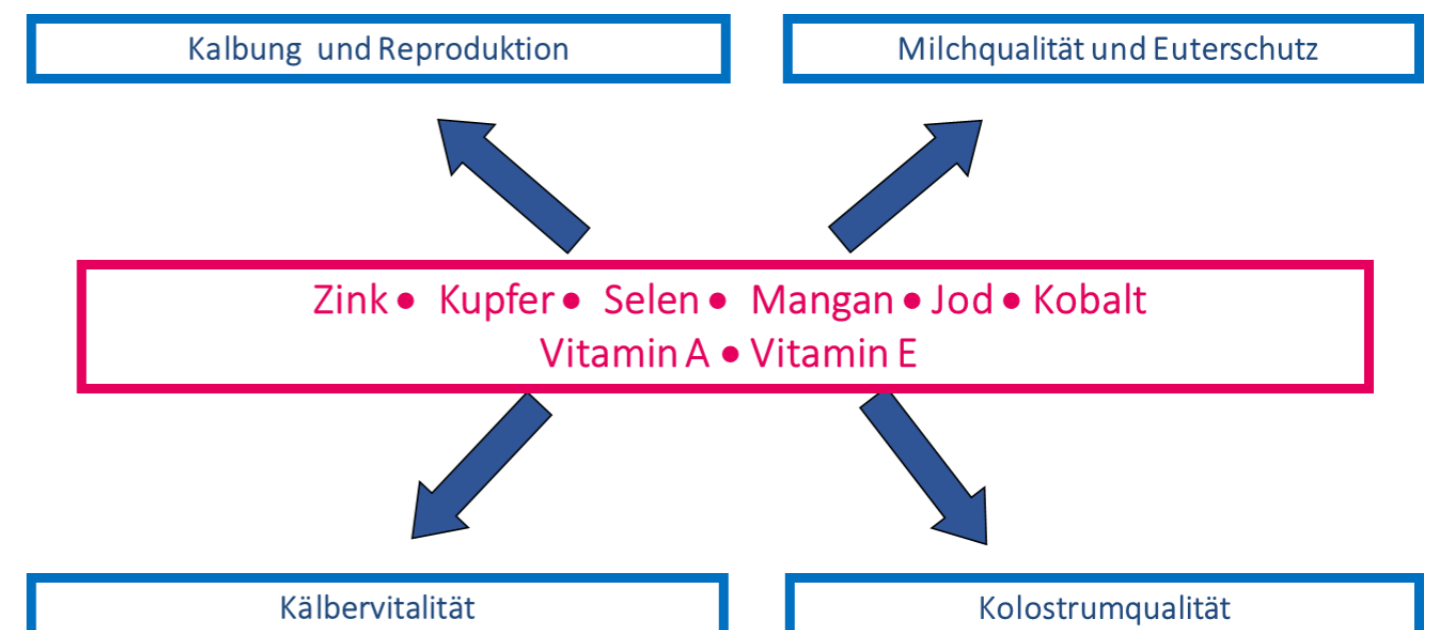 Kalbung und Reproduktion
Milchqualität und Euterschutz
Zink • Kupfer • Selen • Mangan • Jod • Kobalt
Vitamin A • Vitamin E
Kälbervitalität
Kolostrumqualität